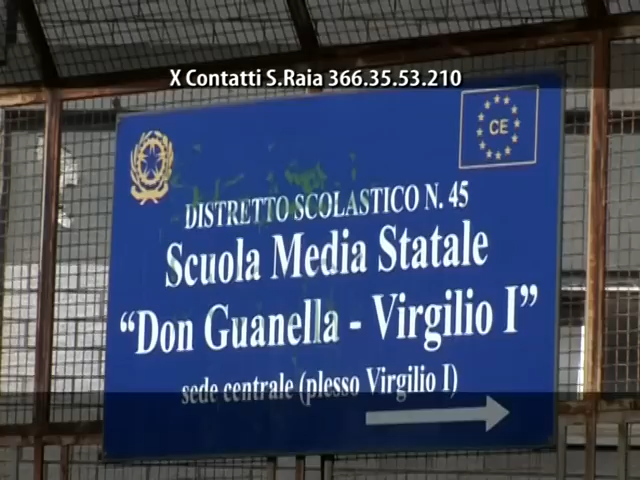 X Contatti S.Raia 366.35.53.210
CE
DISTRETTO SCOLASTICO N. 45
Scuola Media Statale
“Don Guanella - Virgilio I”
sede centrale (plesso Virgilio I)